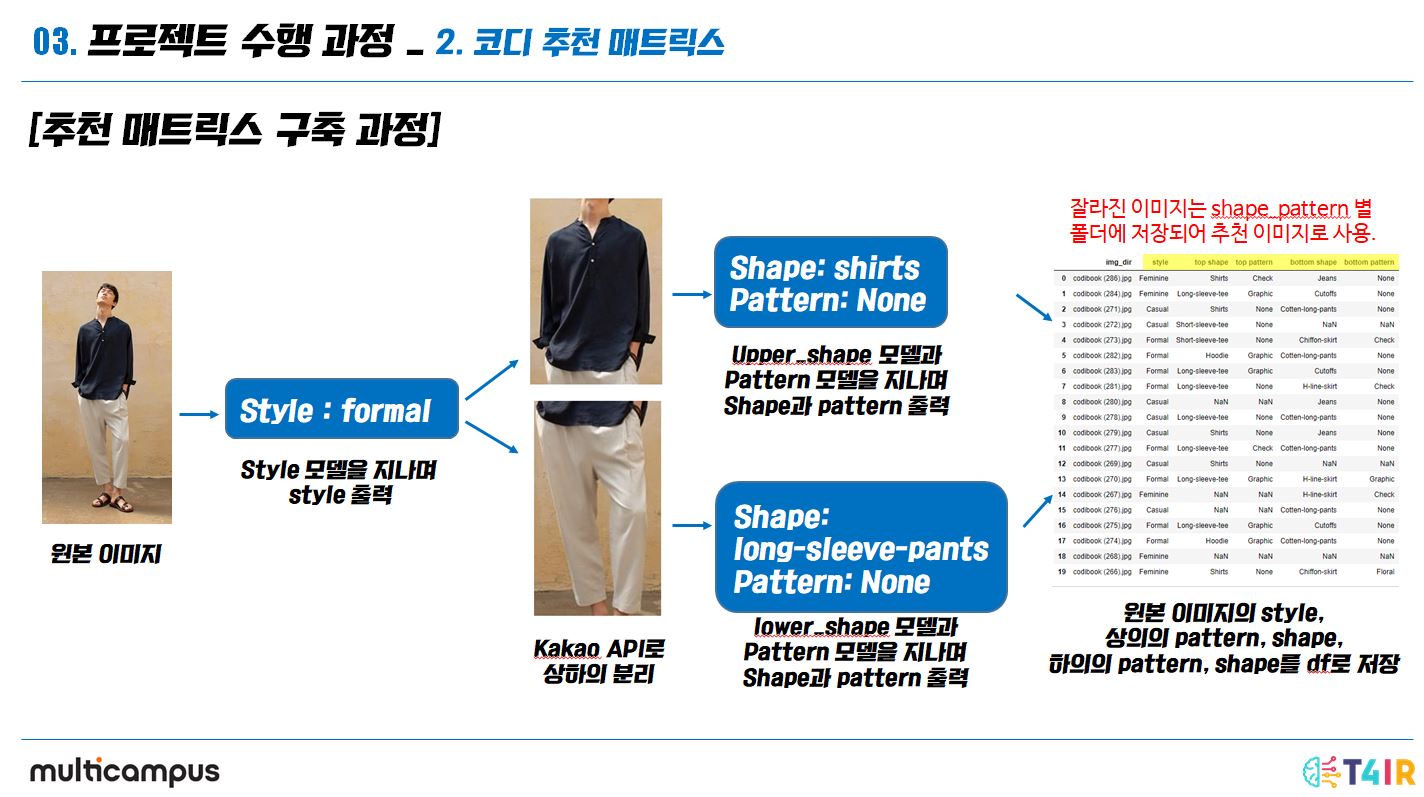 03. 프로젝트 수행 과정 _ 2. 코디 추천 매트릭스
[추천 매트릭스 구축 과정]
원본 이미지
Style : formal
Style 모델을 지나며
style 출력
Kakao API로
상하의 분리
Shape: shirts
Pattern: None
Upper_shape 모델과
Pattern 모델을 지나며
Shape과 pattern 출력
Shape:
long-sleeve-pants
Pattern: None
lower_shape 모델과
Pattern 모델을 지나며
Shape과 pattern 출력
잘라진 이미지는 shape_pattern 별
폴더에 저장되어 추천 이미지로 사용.
img_dir style top shape top pattern bottom shape bottom pattern
0 codibook (286).jpg Feminine Shirts Check Jeans None
1 codibook (284).jpg Feminine Long-sleeve-tee Graphic Cutoffs None
2 codibook (271).jpg Casual Shirts None Cotten-long-pants None
3 codibook (272).jpg Casual Short-sleeve-tee None NaN NaN
4 codibook (273).jpg Formal Short-sleeve-tee None Chiffon-skirt Check
5 codibook (282).jpg Formal Hoodie Graphic Cotten-long-pants None
6 codibook (283).jpg Formal Long-sleeve-tee Graphic Cutoffs None
7 codibook (281).jpg Formal Long-sleeve-tee None H-line-skirt Check
8 codibook (280).jpg Casual NaN NaN Jeans None
9 codibook (278).jpg Casual Long-sleeve-tee None Cotten-long-pants None
10 codibook (279).jpg Casual Shirts None Jeans None
11 codibook (277).jpg Formal Long-sleeve-tee Check Cotten-long-pants None
12 codibook (269).jpg Casual Shirts None NaN NaN
13 codibook (270).jpg Formal Long-sleeve-tee Graphic H-line-skirt Graphic
14 codibook (267).jpg Feminine NaN NaN H-line-skirt Check
15 codibook (276).jpg Casual NaN NaN Cotten-long-pants None
16 codibook (275).jpg Formal Long-sleeve-tee Graphic Cutoffs None
17 codibook (274).jpg Formal Hoodie Graphic Cotten-long-pants None
18 codibook (268).jpg Feminine NaN NaN NaN NaN
19 codibook (266).jpg Feminine Shirts None Chiffon-skirt Floral
원본 이미지의 style,
상의의 pattern, shape,
하의의 pattern, shape를 df로 저장
multicampus
T4IR